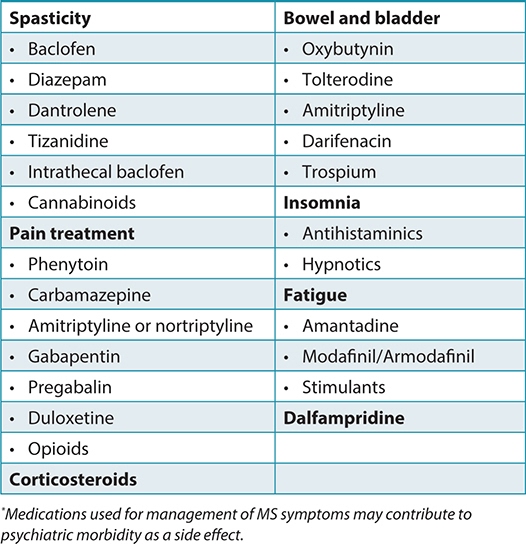 Spasticity
• Baclofen
• Diazepam
• Dantrolene
• Tizanidine
• Intrathecal baclofen
• Cannabinoids
Pain treatment
• Phenytoin
• Carbamazepine
• Amitriptyline or nortriptyline
• Gabapentin
• Pregabalin
• Duloxetine
• Opioids
Corticosteroids
Bowel and bladder
• Oxybutynin
• Tolterodine
• Amitriptyline
• Darifenacin
• Trospium
Insomnia
• Antihistaminics
• Hypnotics
Fatigue
• Amantadine
• Modafinil/Armodafinil
• Stimulants
Dalfampridine
*Medications used for management of MS symptoms may contribute to
psychiatric morbidity as a side effect.